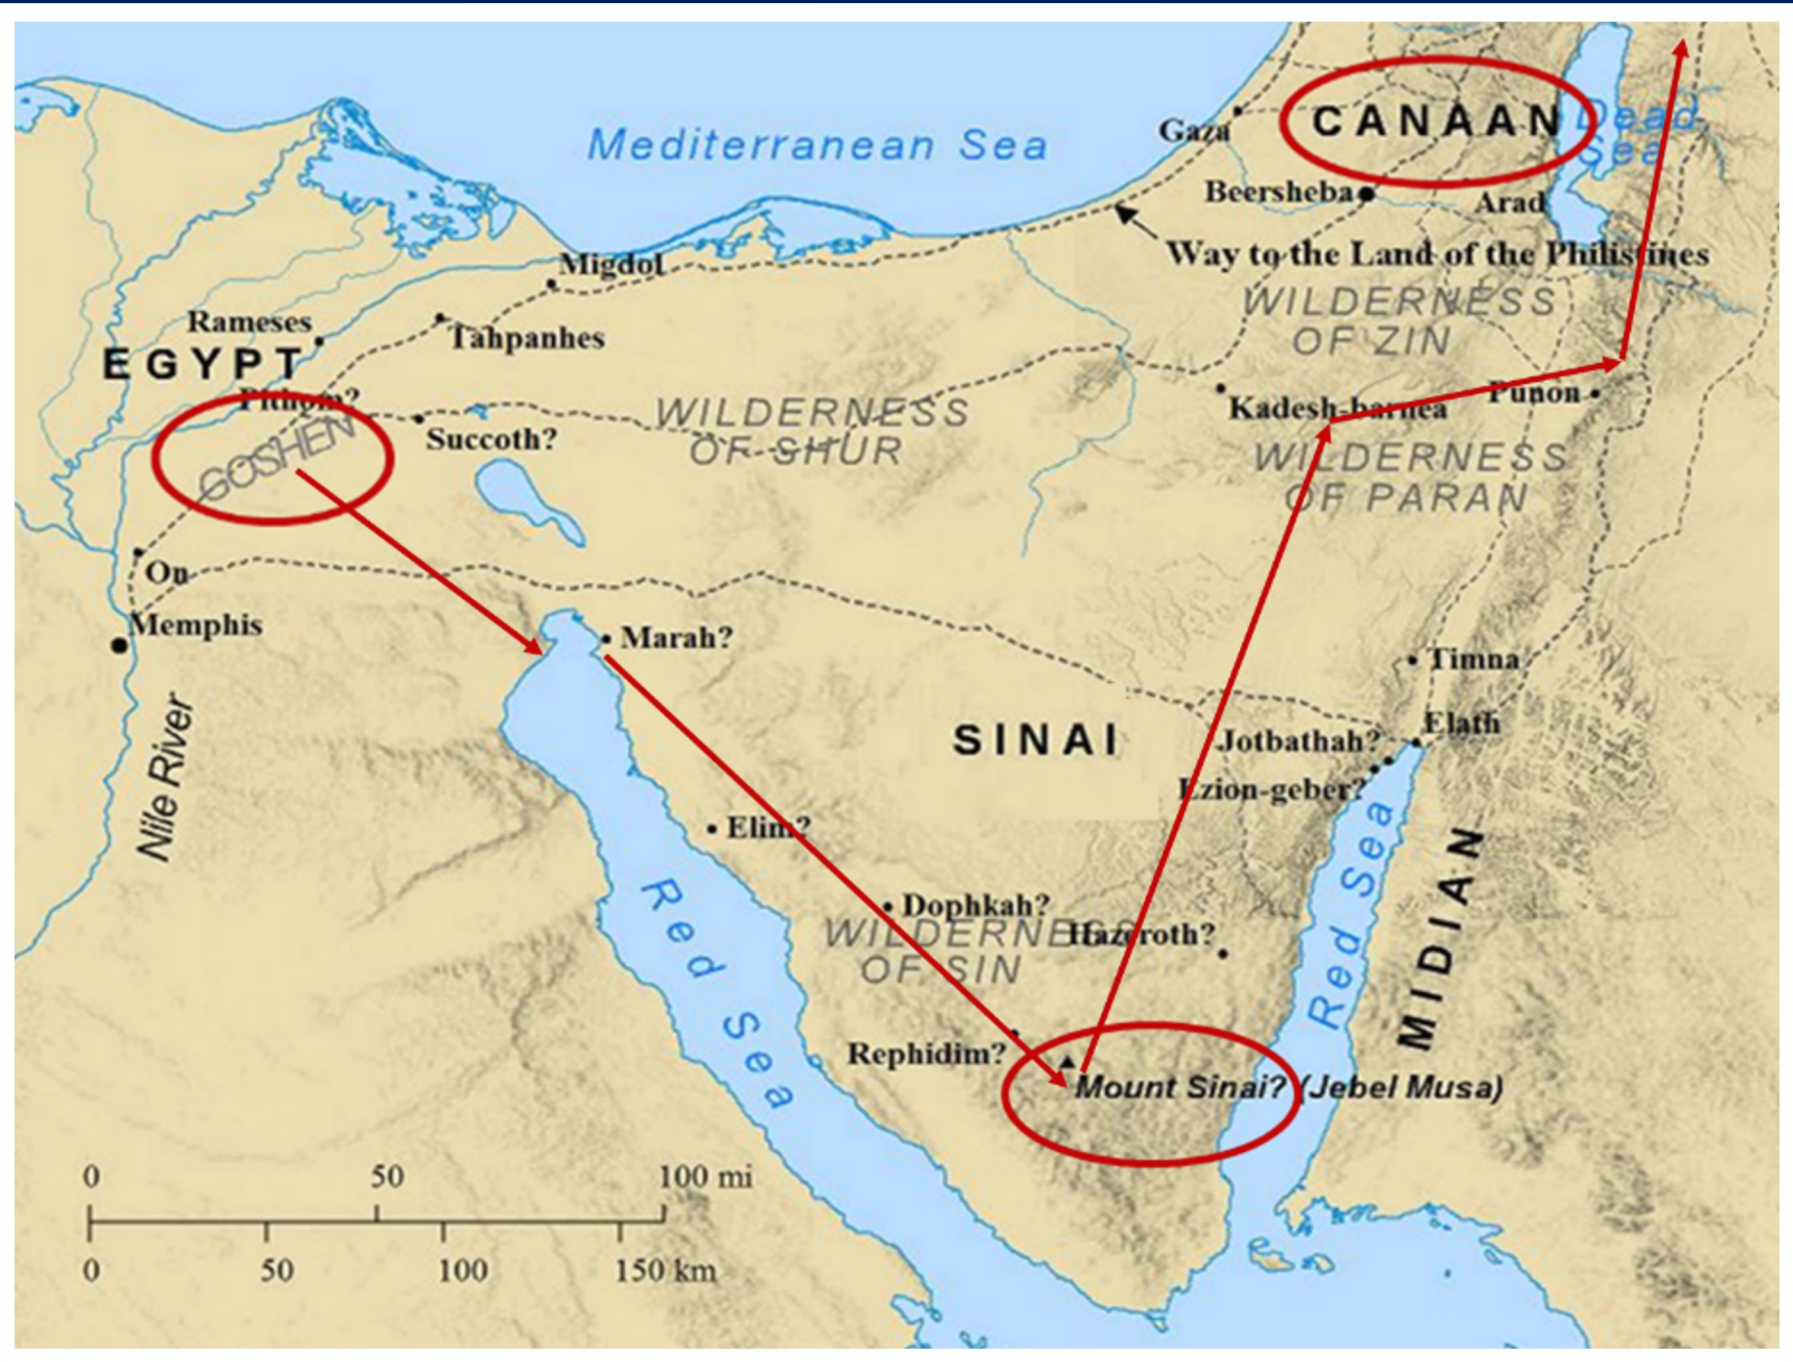 Mediterranean Sea
CANAAN
Dead
Sea
Gaza
Beersheba
Arad
Way to the Land of the Philistines
WILDERNESS
OF ZIN
Migdol
Rameses
Tahpanhes
EGYPT
Pithom?
GOSHEN
Succoth?
WILDERNESS
OF SHUR
Kadesh-barnea
Punon
WILDERNESS
OF PARAN
On
Memphis
Marah?
Timna
Nile River
SINAI
Elath
Jotbathah?
Ezion-geber?
Elim?
Red Sea
Red Sea
MIDIAN
Dophkah?
WILDERNESS
OF SIN
Hazeroth?
Rephidim?
Mount Sinai? (Jebel Musa)
0 50 100 mi
0 50 100 150 km